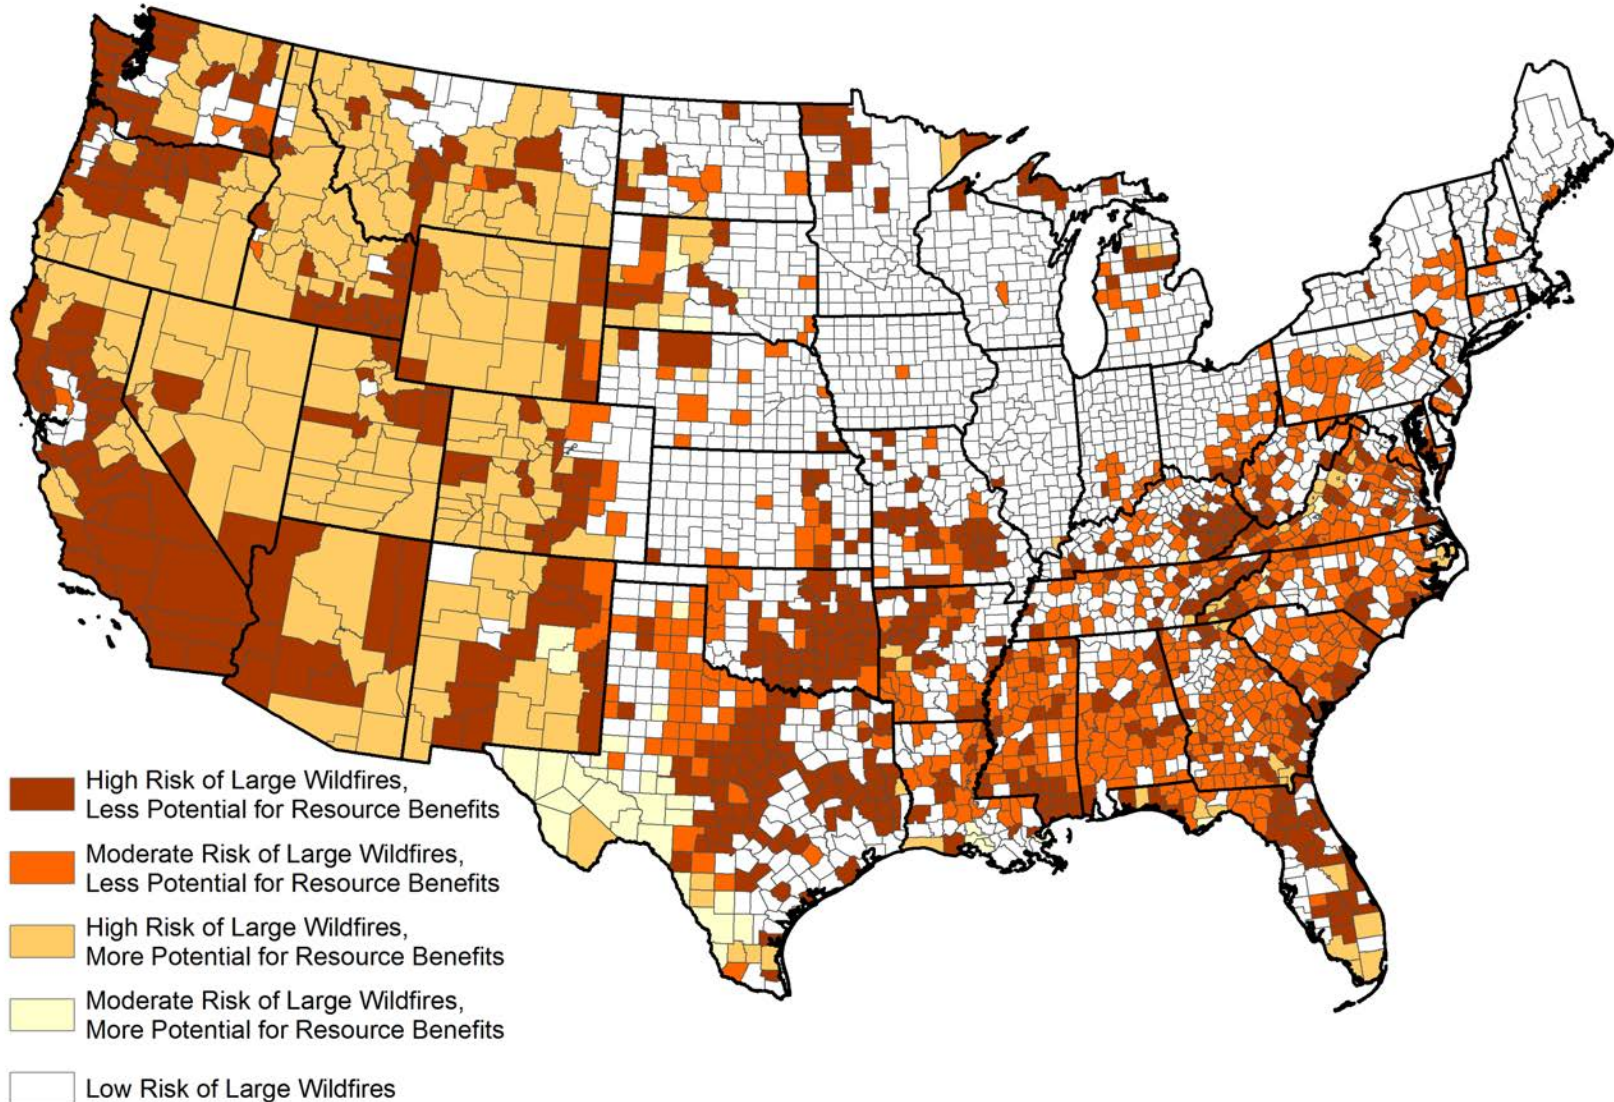 High Risk of Large Wildfires,
Less Potential for Resource Benefits
Moderate Risk of Large Wildfires,
Less Potential for Resource Benefits
High Risk of Large Wildfires,
More Potential for Resource Benefits
Moderate Risk of Large Wildfires,
More Potential for Resource Benefits
Low Risk of Large Wildfires